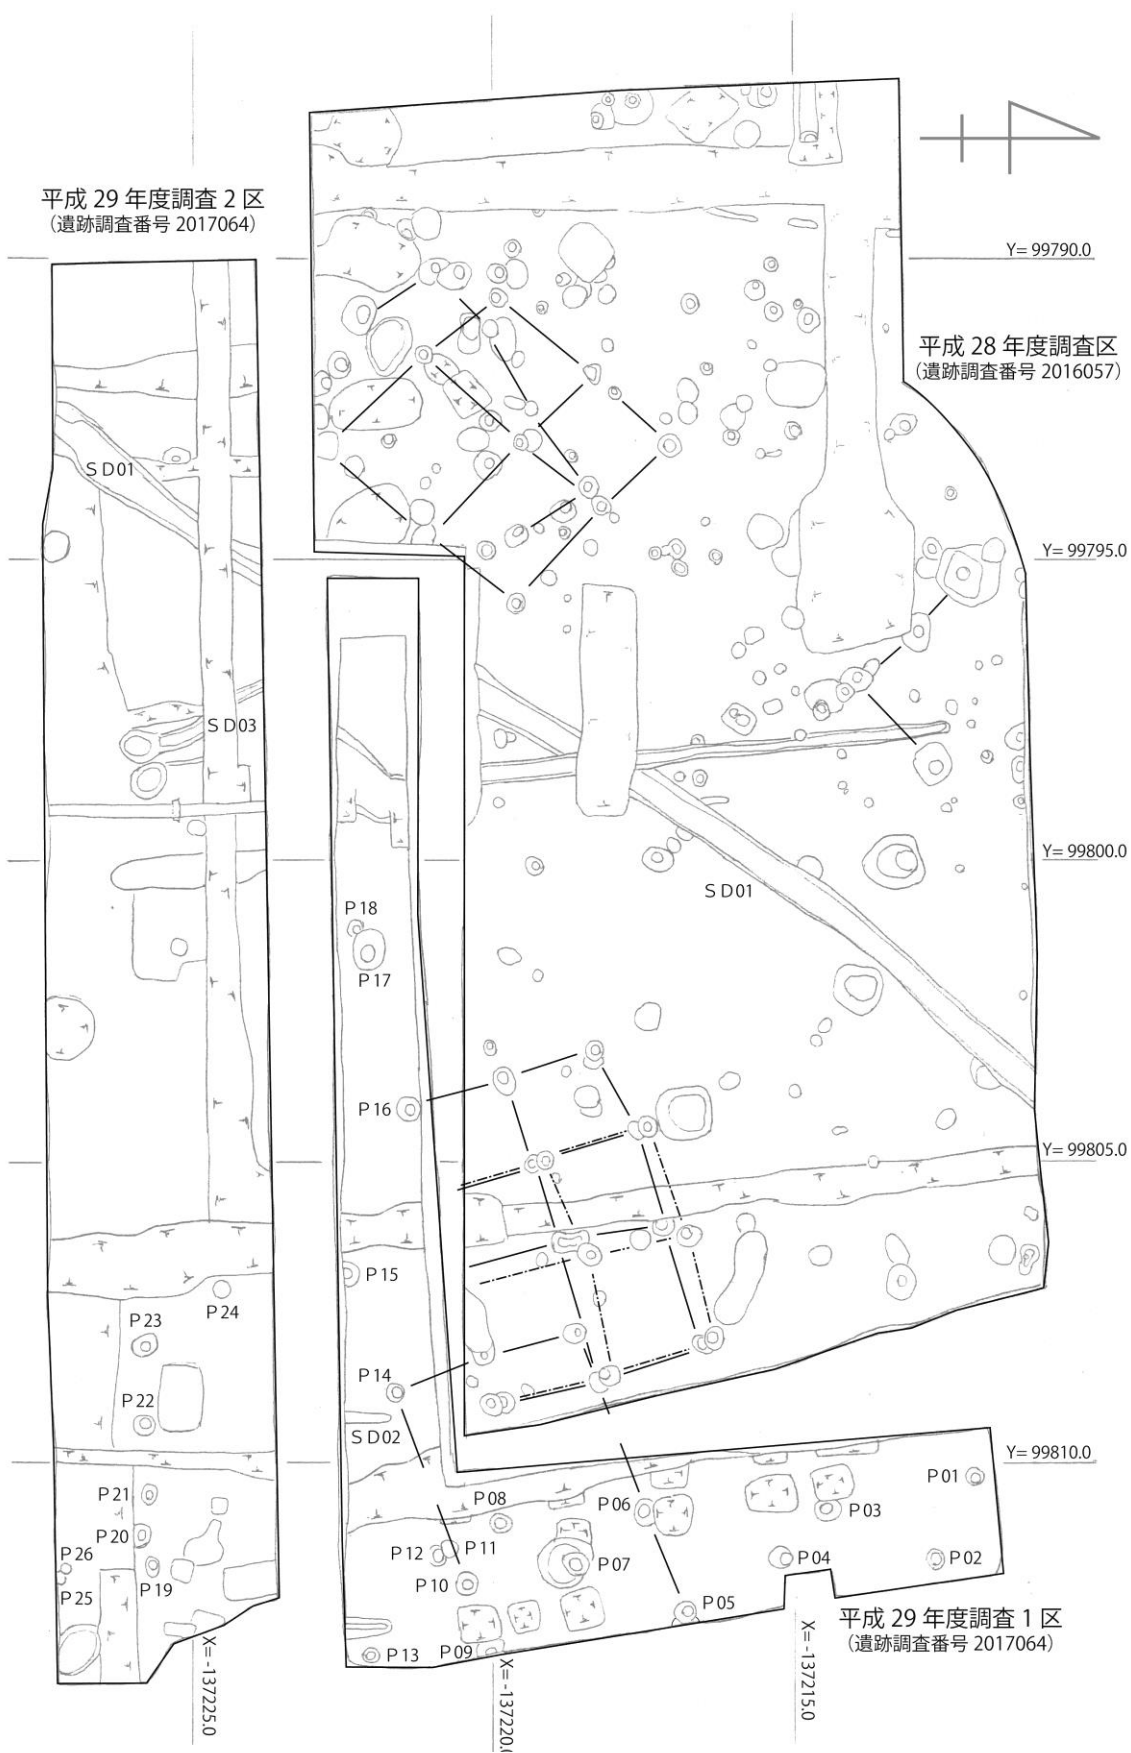 平成 29 年度調査 2 区
（遺跡調査番号 2017064）
Y= 99790.0
平成 28 年度調査区
（遺跡調査番号 2016057）
S D01
Y= 99795.0
S D03
Y= 99800.0
S D01
P 18
P 17
P 16
Y= 99805.0
P 15
P 24
P 23
P 14
P 22
S D02
Y= 99810.0
P 01
P 21
P 08
P 06
P 03
P 20
P 12
P 11
P 07
P 04
P 02
P 26
P 19
P 10
P 25
P 05
平成 29 年度調査 1 区
（遺跡調査番号 2017064）
P 13
P 09
X= -137225.0
X= -137220.0
X= -137215.0